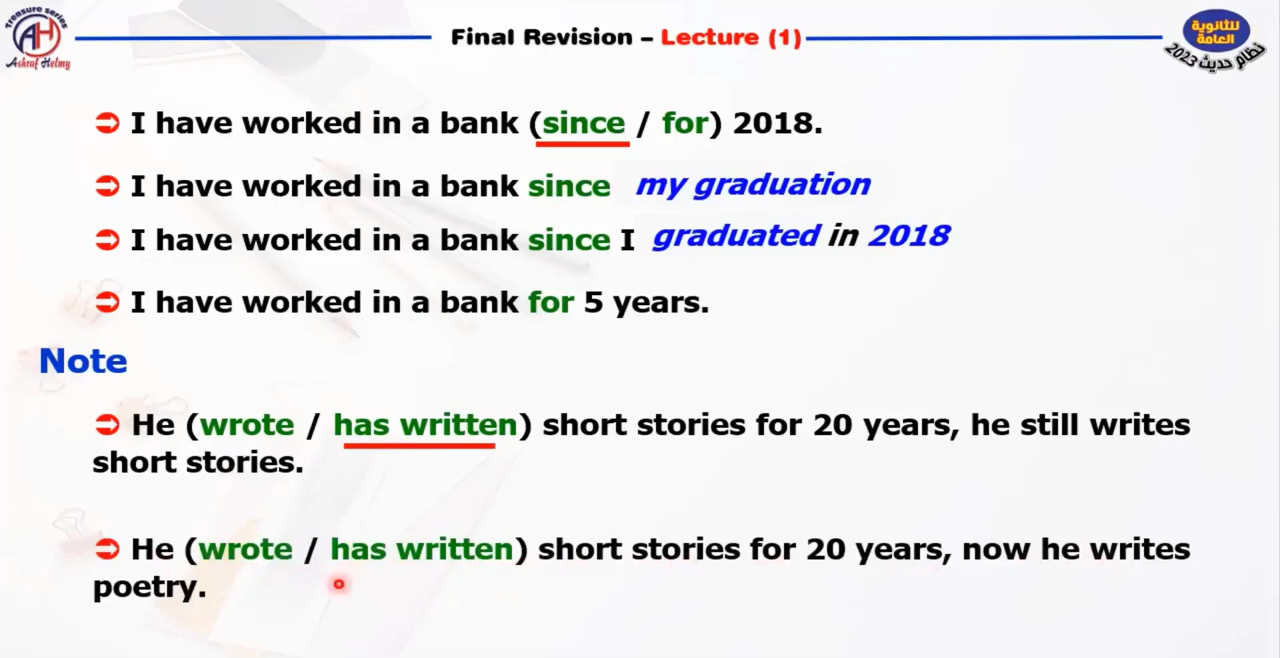 Treasure series
AH
Ashraf Helmy
Final Revision – Lecture (1)
للثانوية
العامة
نظام حديث 2023
➲ I have worked in a bank (since / for) 2018.
➲ I have worked in a bank since my graduation
➲ I have worked in a bank since I graduated in 2018
➲ I have worked in a bank for 5 years.
Note
➲ He (wrote / has written) short stories for 20 years, he still writes
short stories.
➲ He (wrote / has written) short stories for 20 years, now he writes
poetry.